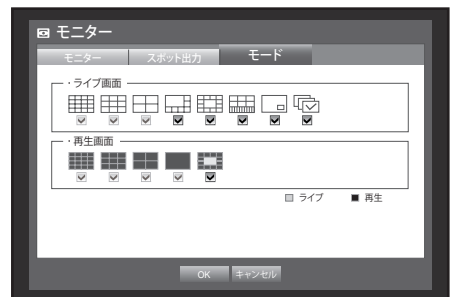 モニター
モニター スポット出力 モード
・ライブ画面
・再生画面
ライブ 再生
OK キャンセル